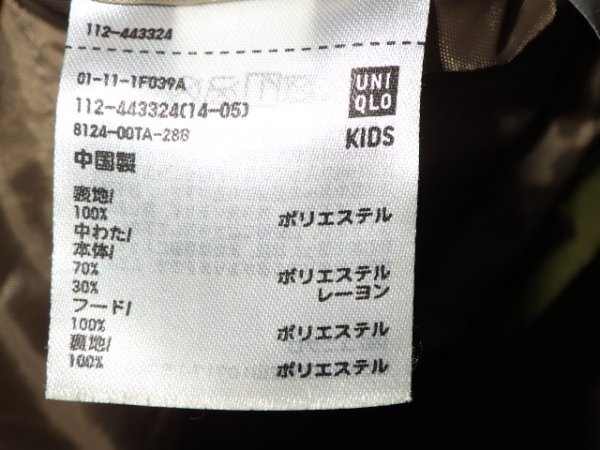 112-443324
01-11-1F039A
112-443324(14-05)
8124-00TA-28B
UNI
QLO
KIDS
中国製
表地/
100% ポリエステル
中わた/
本体/
70% ポリエステル
30% レーヨン
フード/
100% ポリエステル
裏地/
100% ポリエステル